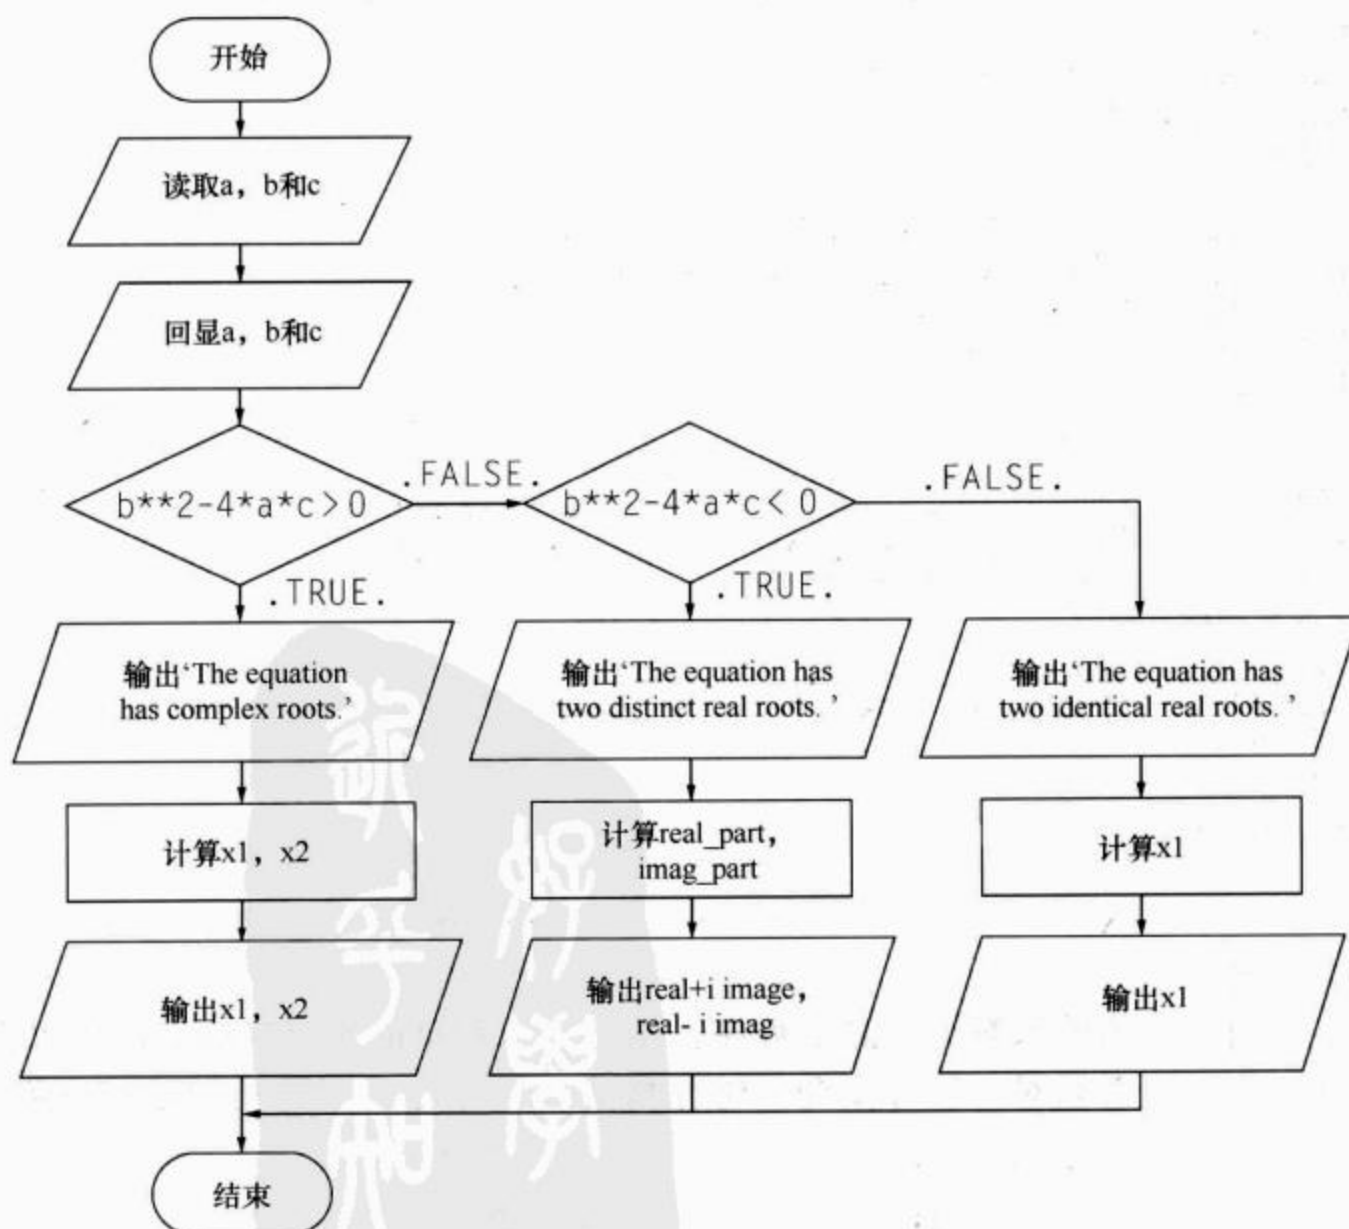 开始
读取a，b和c
回显a，b和c
b**2-4*a*c>0
.FALSE.
b**2-4*a*c<0
.FALSE.
.TRUE.
.TRUE.
输出‘The equation
has complex roots.’
输出‘The equation has
two distinct real roots. ’
输出‘The equation has
two identical real roots. ’
计算x1，x2
计算real_part，
imag_part
计算x1
输出x1，x2
输出real+i image，
real- i imag
输出x1
结束